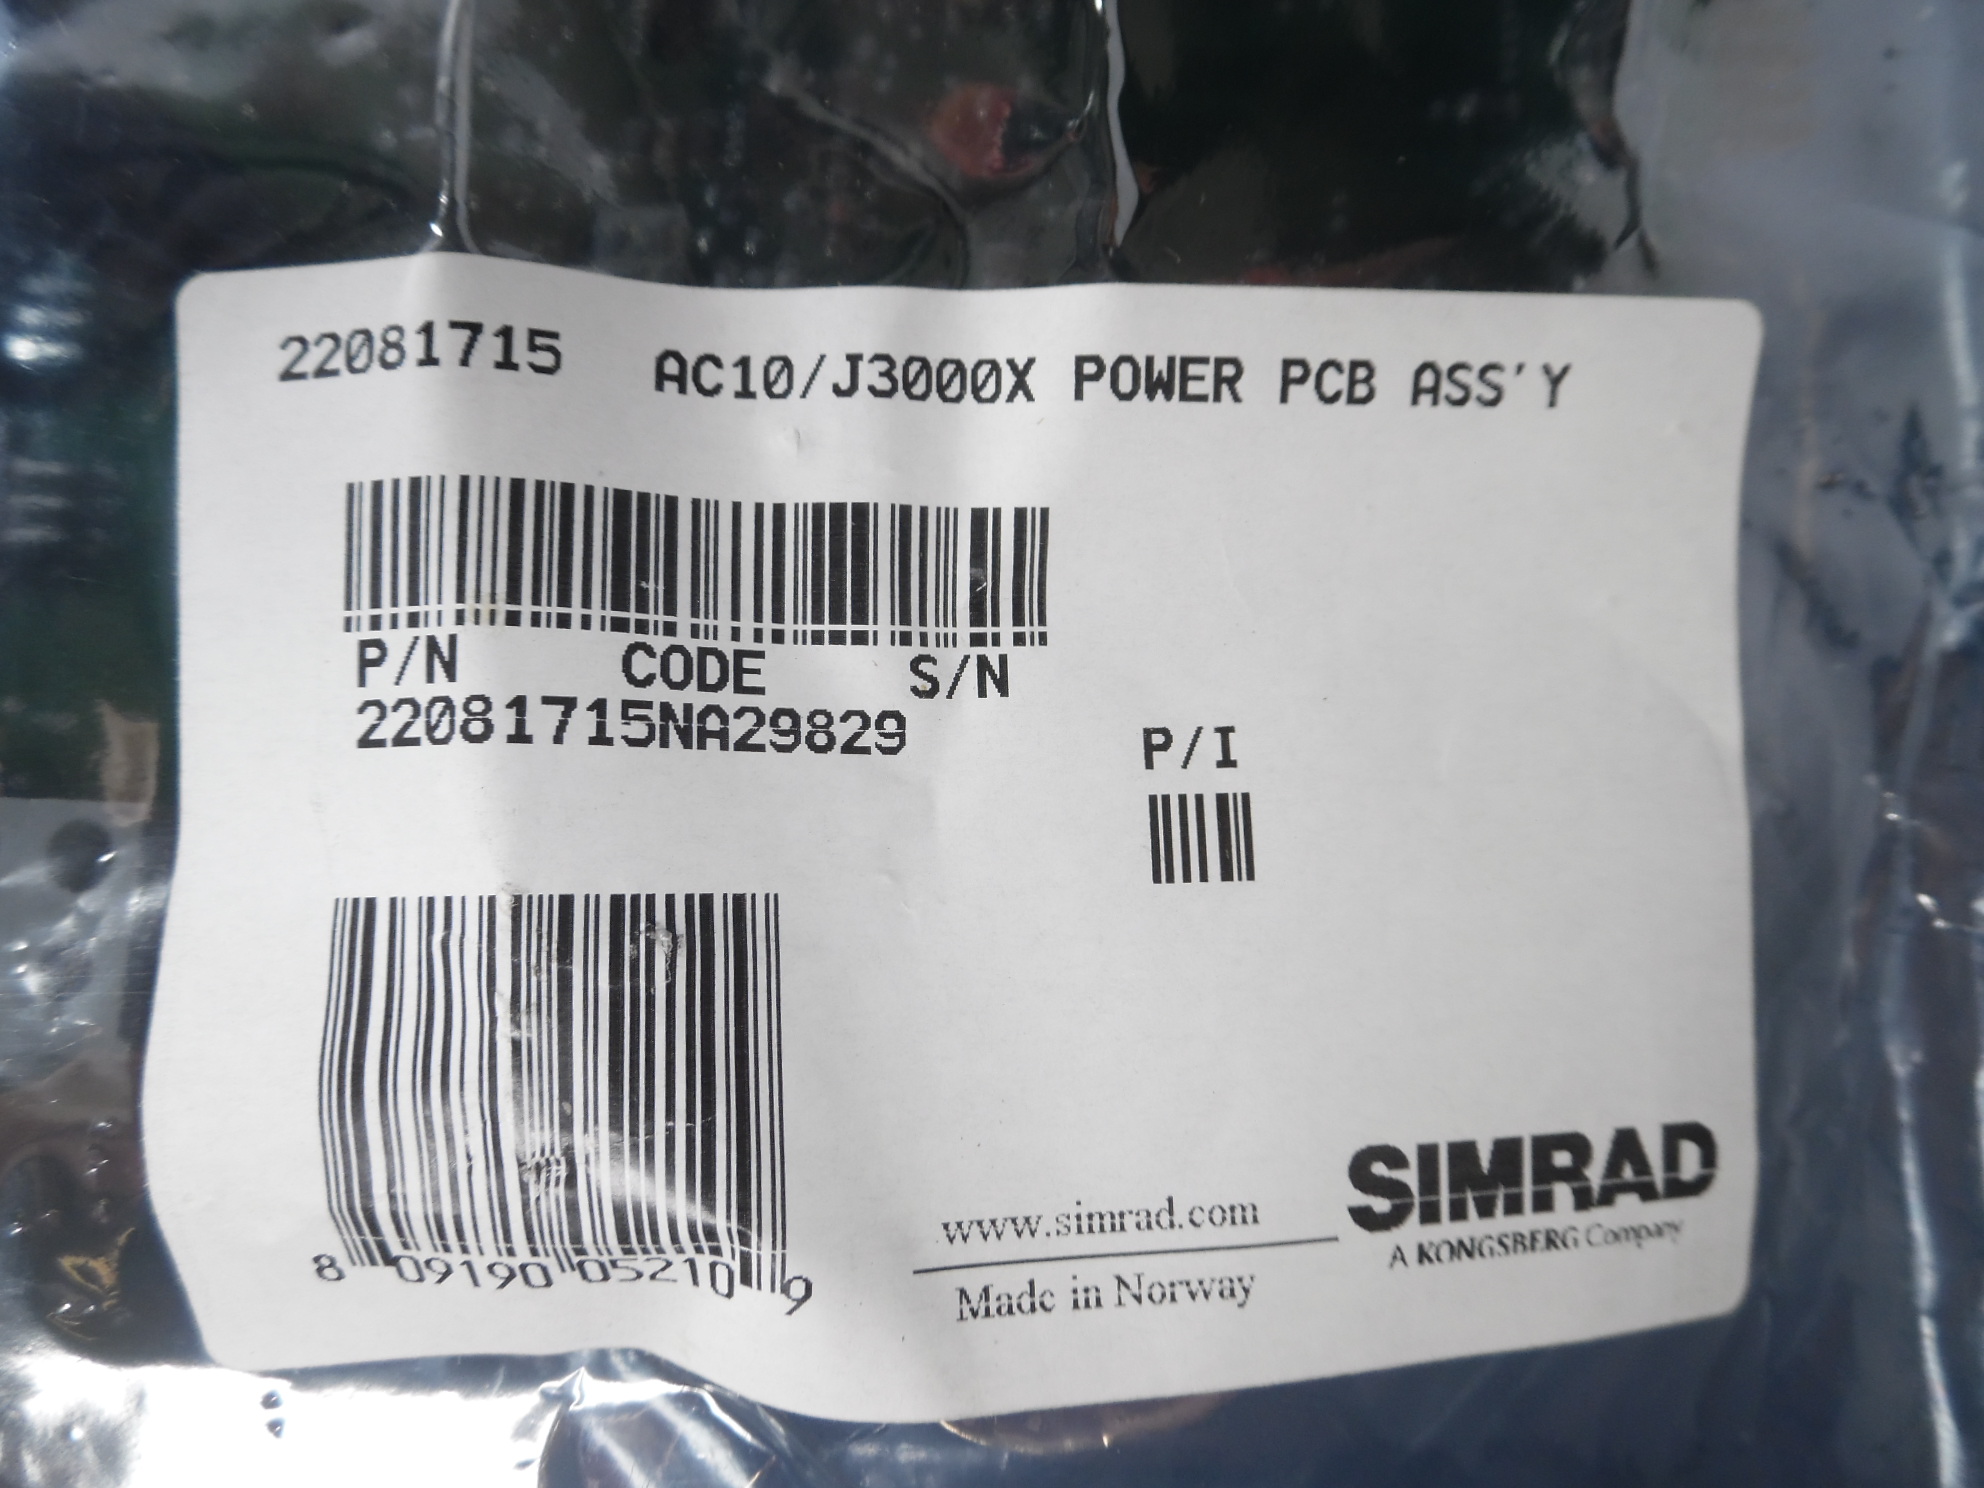 22081715 AC10/J3000X POWER PCB ASS'Y
P/N CODE S/N
22081715NA29829
P/I
8 09190 05210 9
www.simrad.com
Made in Norway
SIMRAD
A KONGSBERG Company